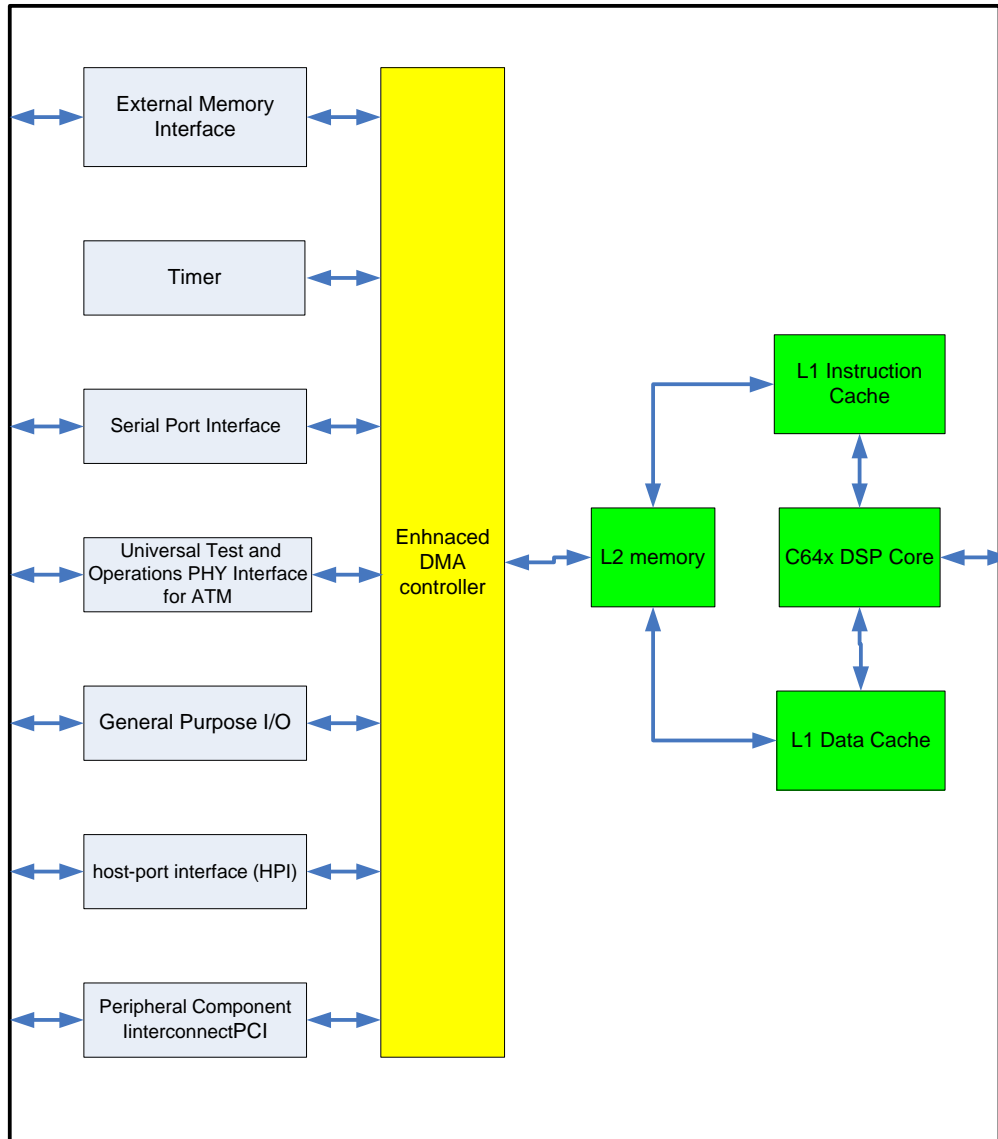 External Memory
Interface
Timer
Serial Port Interface
Universal Test and
Operations PHY Interface
for ATM
General Purpose I/O
host-port interface (HPI)
Peripheral Component
IinterconnectPCI
Enhnaced
DMA
controller
L2 memory
L1 Instruction
Cache
C64x DSP Core
L1 Data Cache